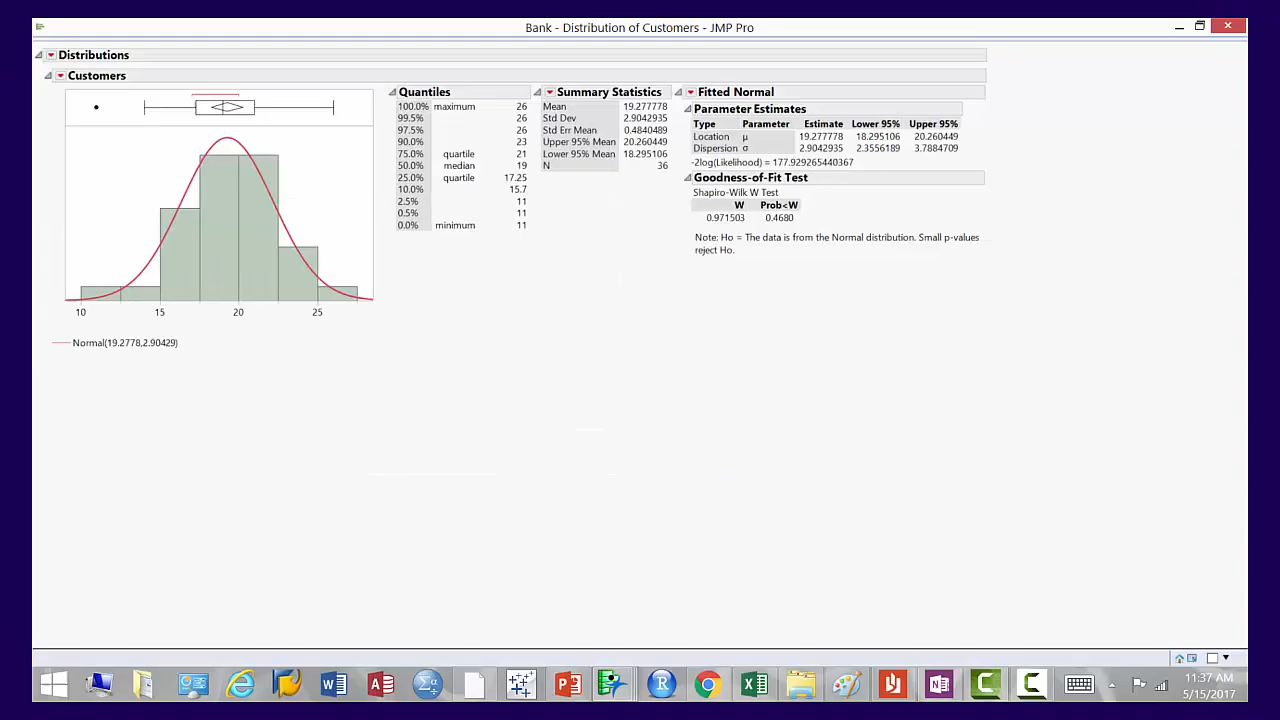 Bank - Distribution of Customers - JMP Pro
Distributions
Customers
10 15 20 25
Normal(19.2778,2.90429)
Quantiles
100.0% maximum 26
99.5% 26
97.5% 26
90.0% 23
75.0% quartile 21
50.0% median 19
25.0% quartile 17.25
10.0% 15.7
2.5% 11
0.5% 11
0.0% minimum 11
Summary Statistics
Mean 19.277778
Std Dev 2.9042935
Std Err Mean 0.4840489
Upper 95% Mean 20.260449
Lower 95% Mean 18.295106
N 36
Fitted Normal
Parameter Estimates
Type Parameter Estimate Lower 95% Upper 95%
Location μ 19.277778 18.295106 20.260449
Dispersion σ 2.9042935 2.3556189 3.7884709
-2log(Likelihood) = 177.929265440367
Goodness-of-Fit Test
Shapiro-Wilk W Test
W Prob<W
0.971503 0.4680
Note: Ho = The data is from the Normal distribution. Small p-values
reject Ho.
11:37 AM
5/15/2017